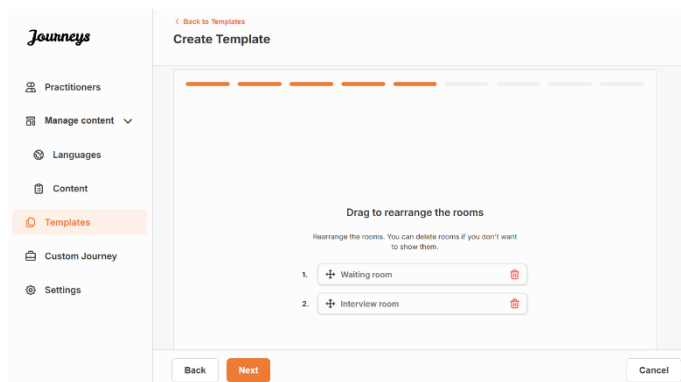 Journeys
Back to Templates
Create Template
Practitioners
Manage content
Languages
Content
Templates
Custom Journey
Settings
Drag to rearrange the rooms
Rearrange the rooms. You can delete rooms if you don't want
to show them.
1. Waiting room
2. Interview room
Back
Next
Cancel